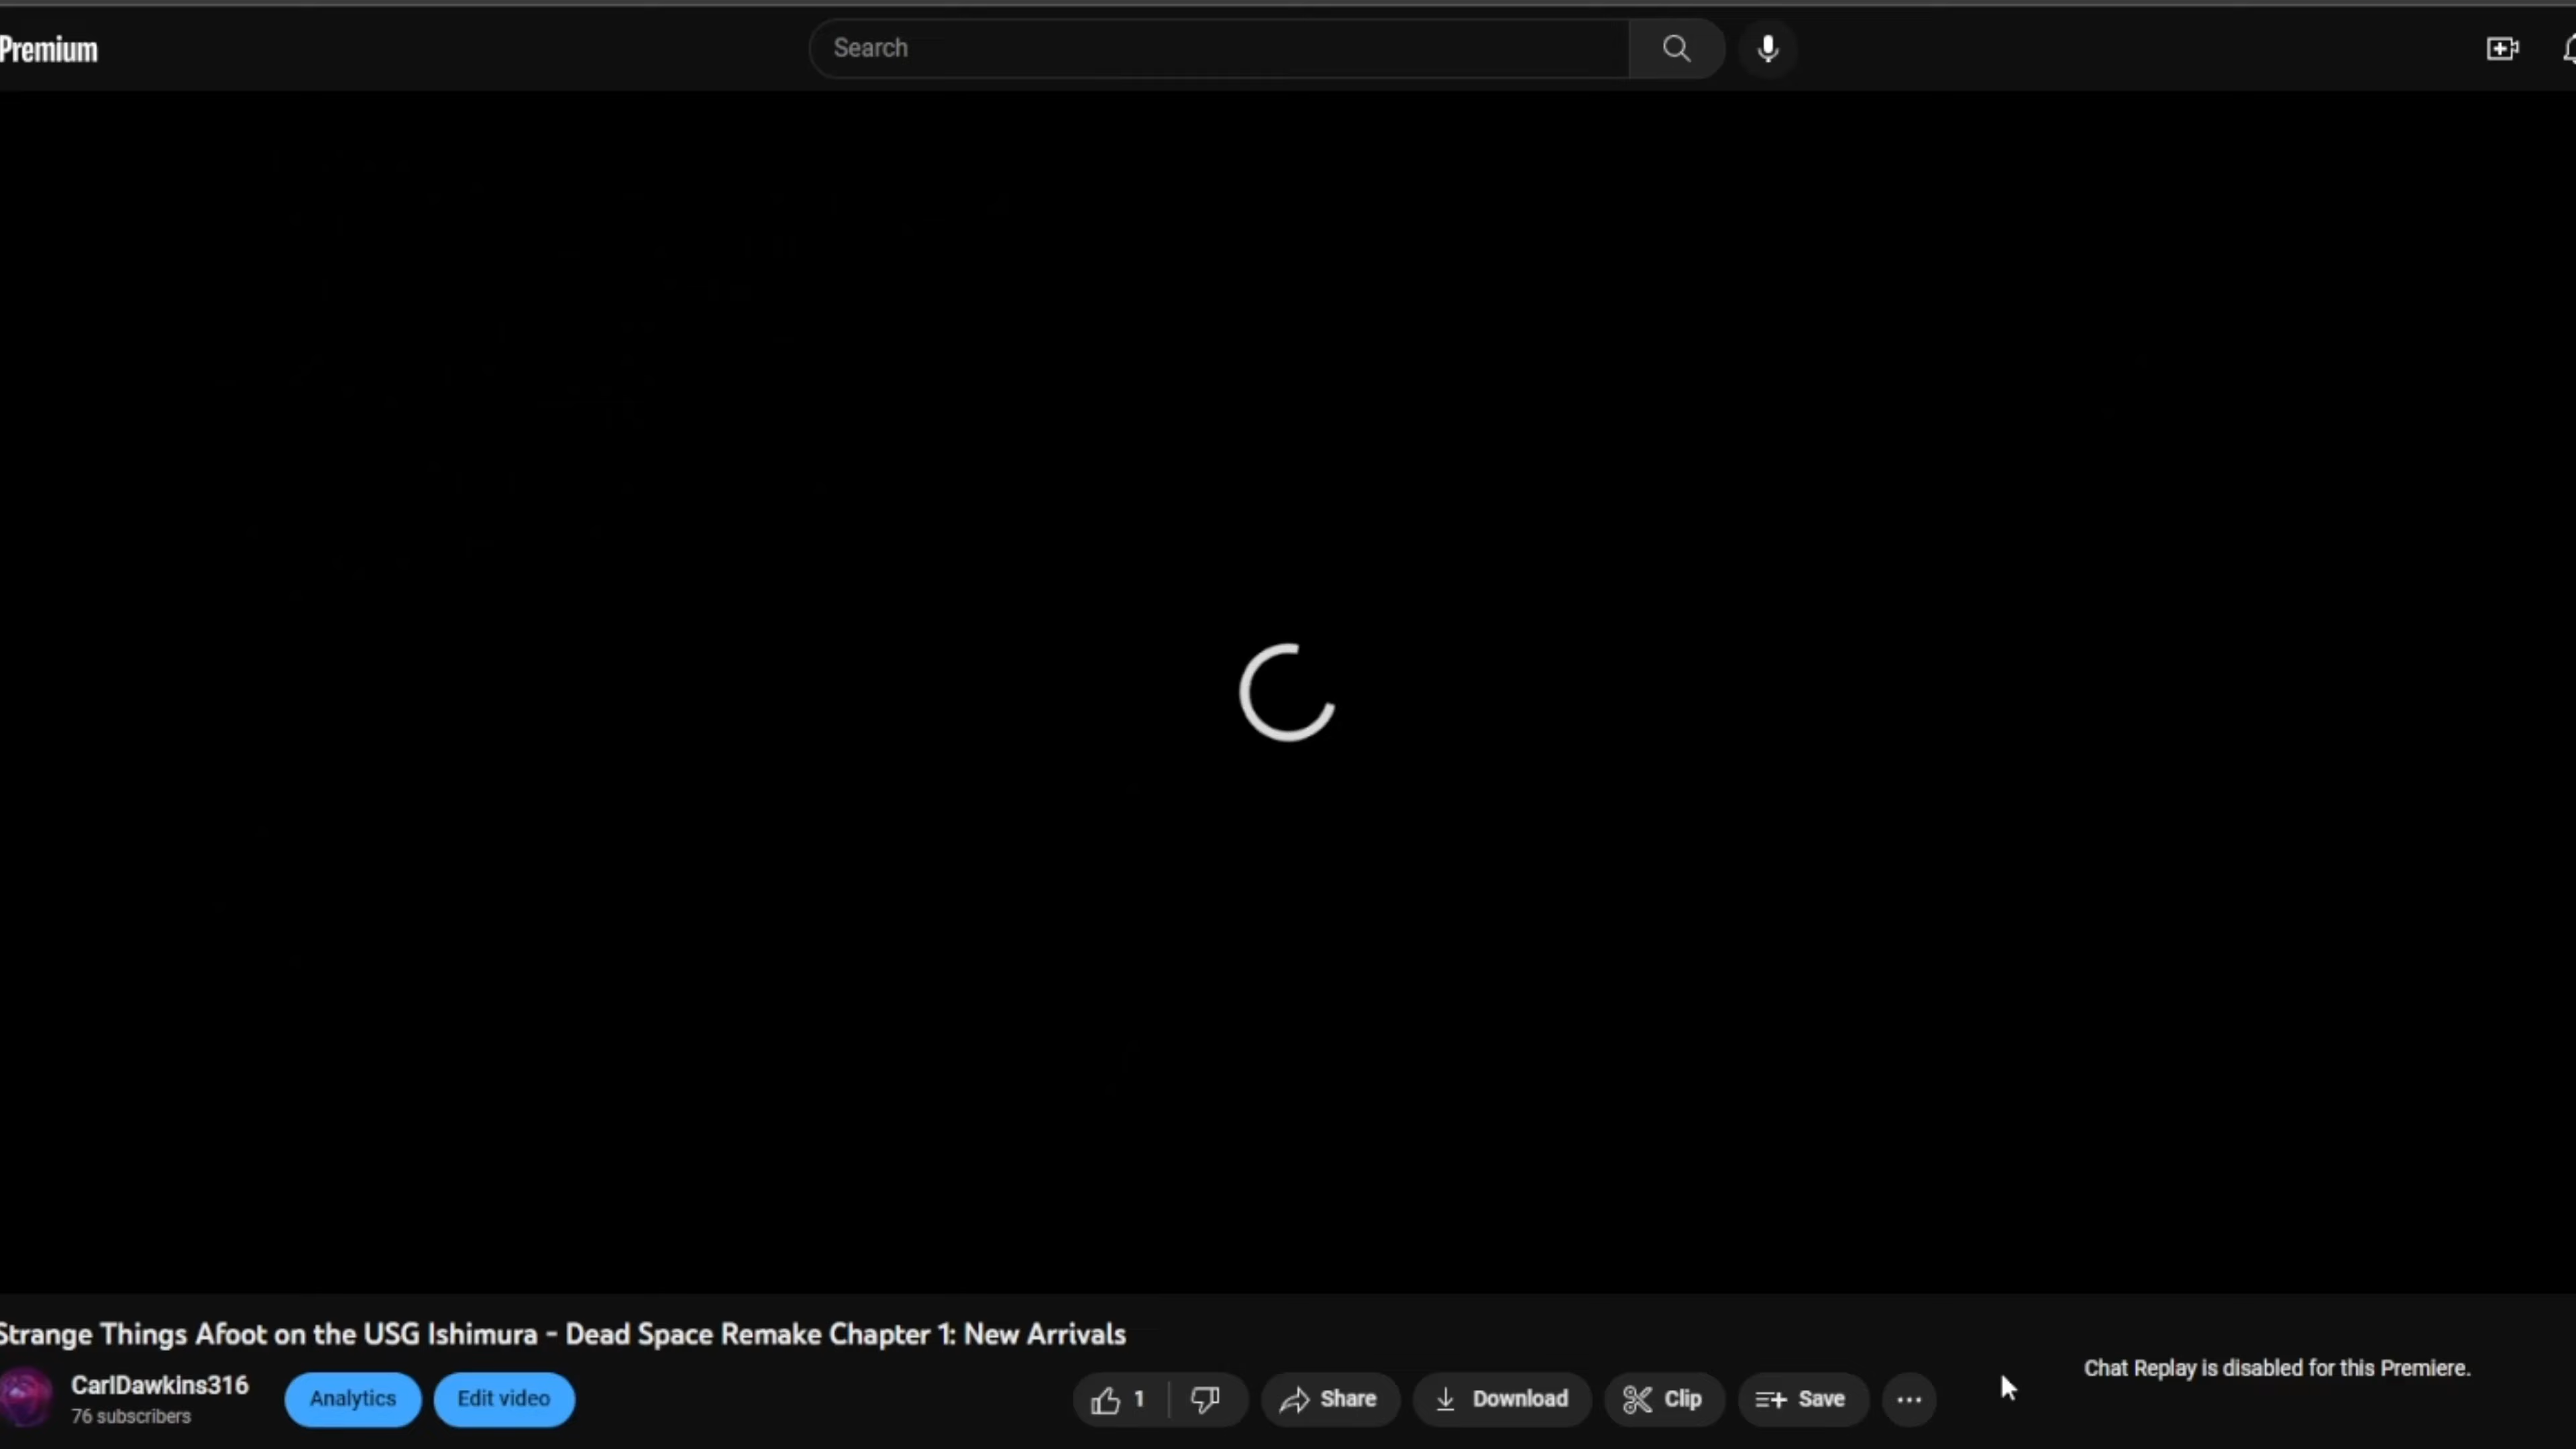 Premium
Search
Strange Things Afoot on the USG Ishimura - Dead Space Remake Chapter 1: New Arrivals
CarlDawkins316
76 subscribers
Analytics
Edit video
1
Share
Download
Clip
Save
Chat Replay is disabled for this Premiere.